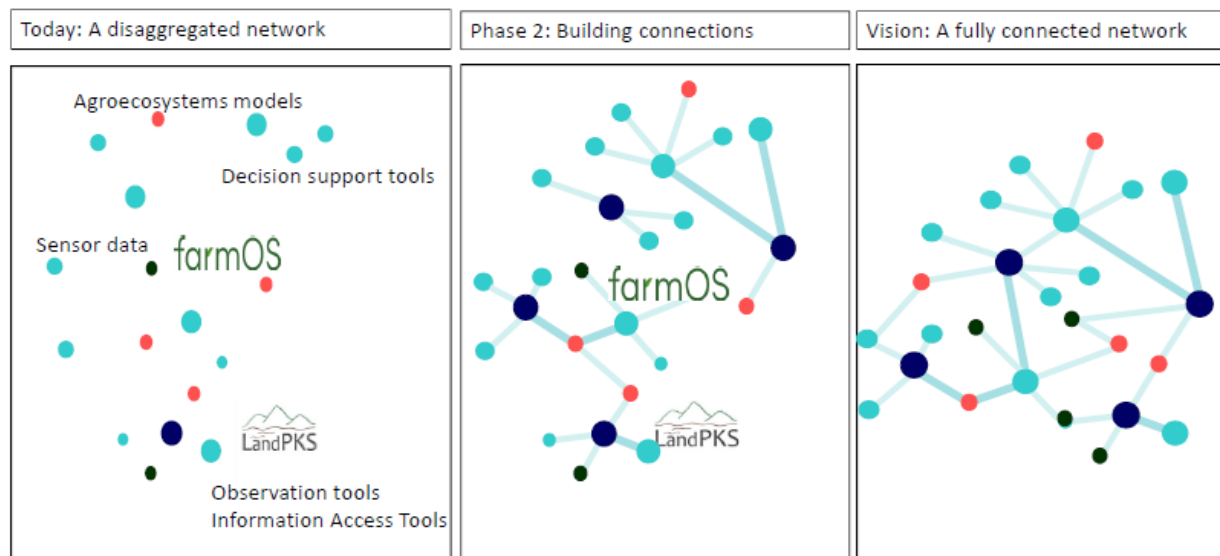 Today: A disaggregated network
Phase 2: Building connections
Vision: A fully connected network
Agroecosystems models
Decision support tools
Sensor data
farmOS
LandPKS
Observation tools
Information Access Tools
farmOS
LandPKS